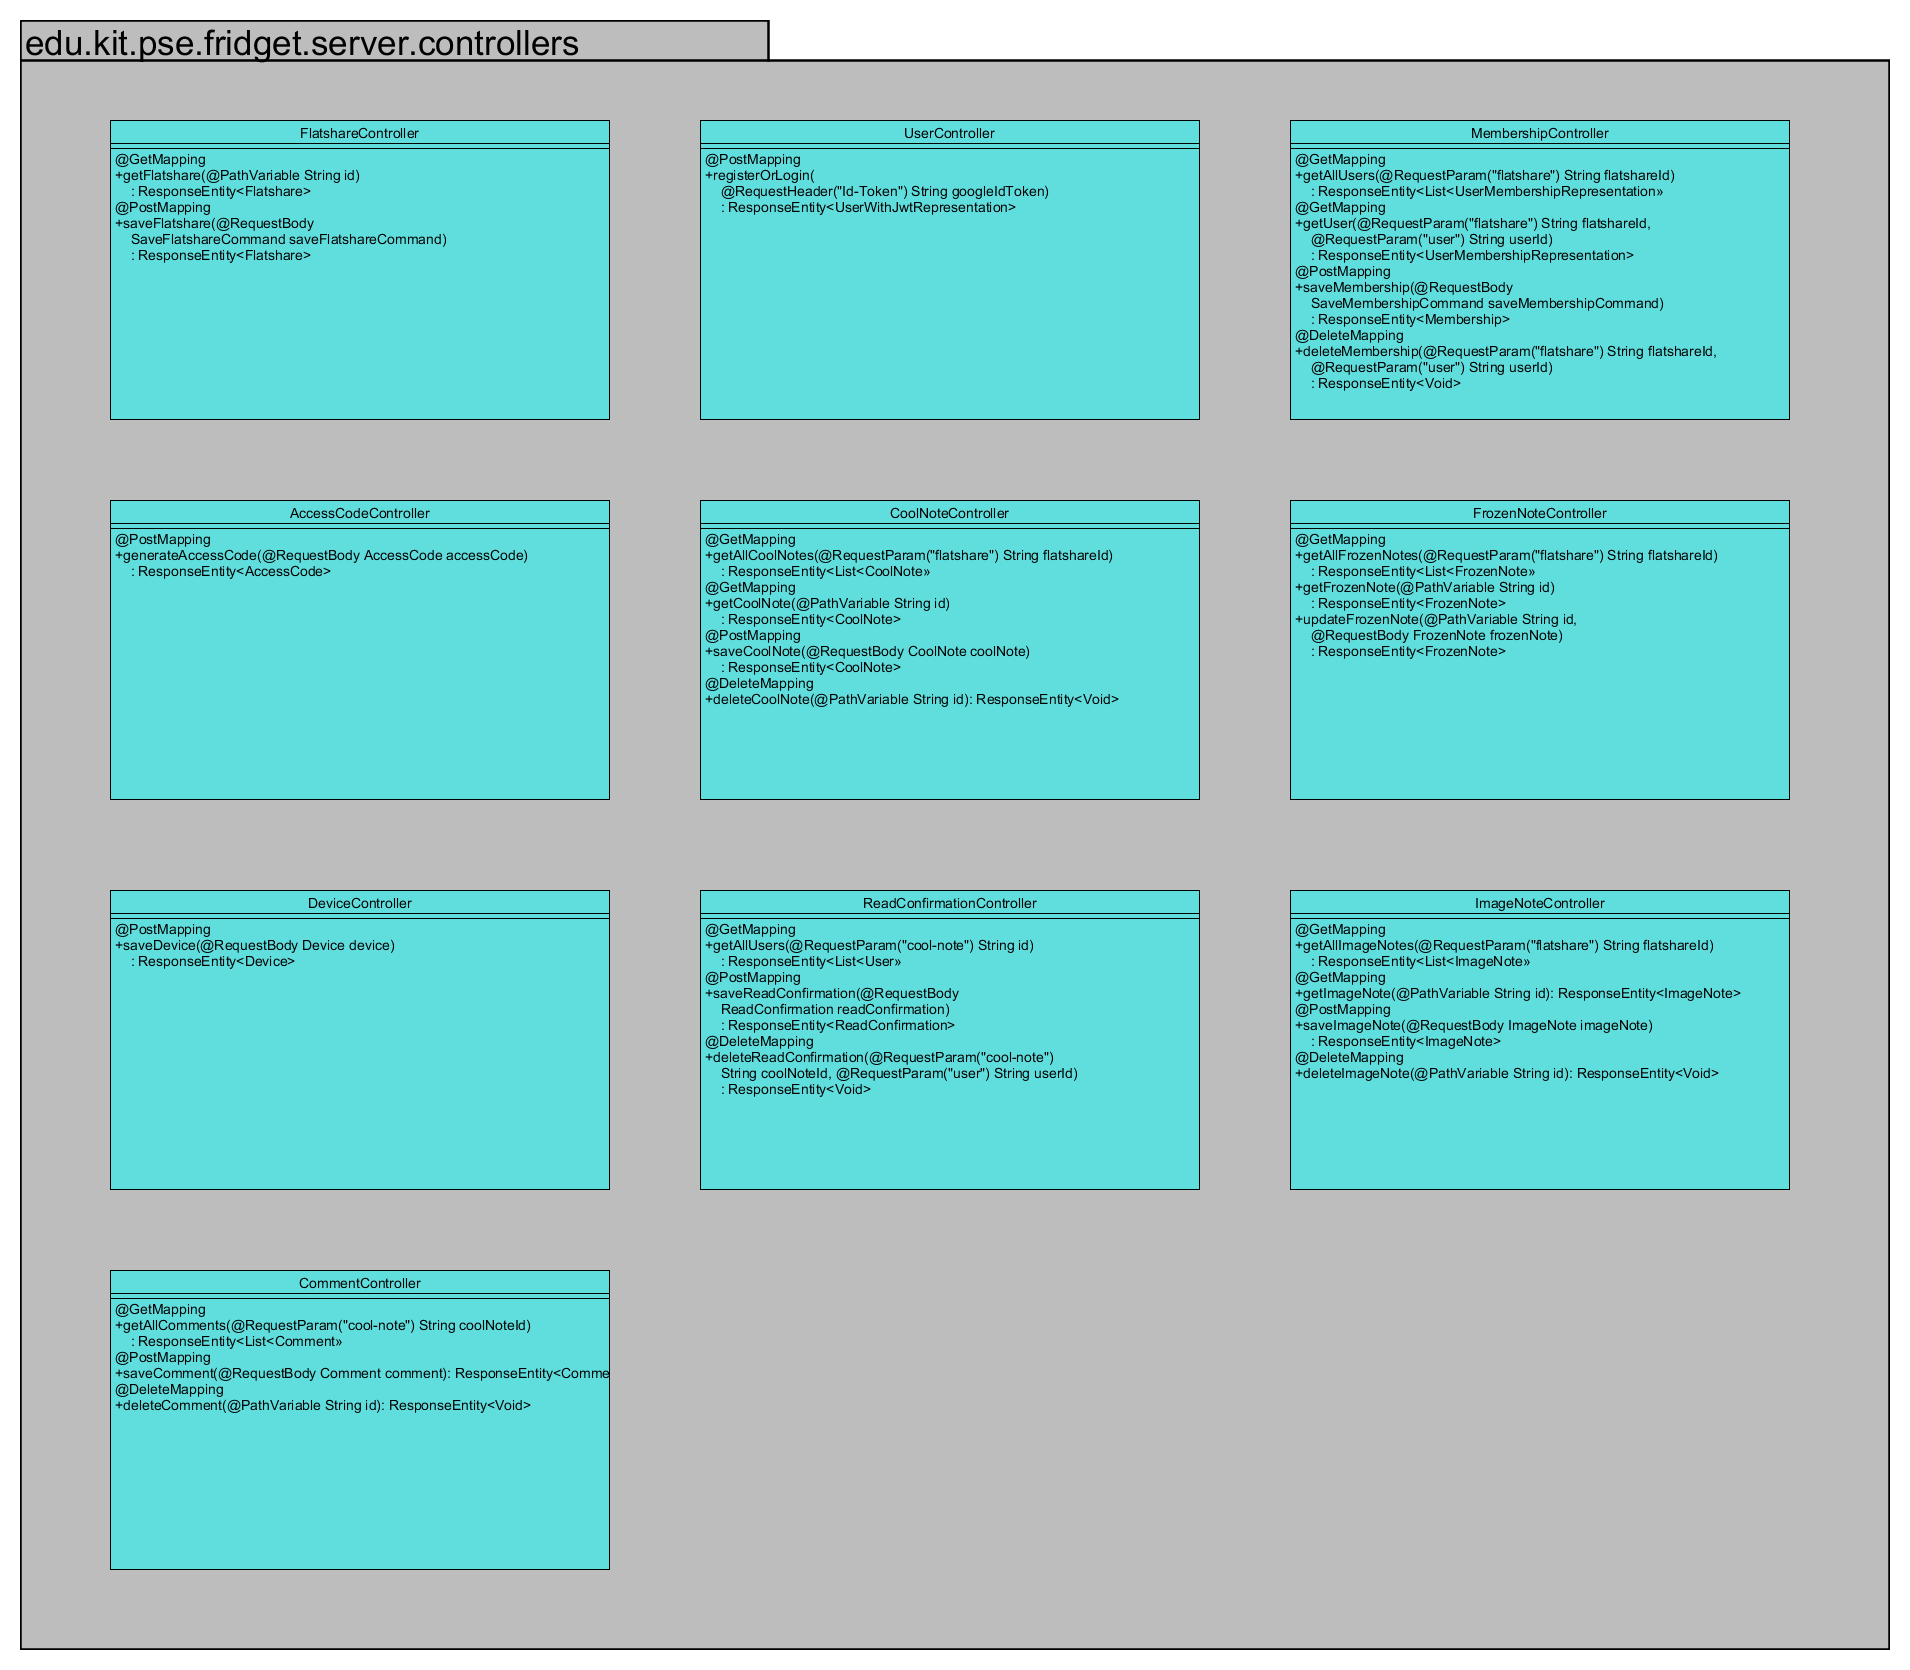 edu.kit.pse.fridget.server.controllers
FlatshareController
@GetMapping
+getFlatshare(@PathVariable String id)
: ResponseEntity<Flatshare>
@PostMapping
+saveFlatshare(@RequestBody
SaveFlatshareCommand saveFlatshareCommand)
: ResponseEntity<Flatshare>
UserController
@PostMapping
+registerOrLogin(
@RequestHeader("Id-Token") String googleIdToken)
: ResponseEntity<UserWithJwtRepresentation>
MembershipController
@GetMapping
+getAllUsers(@RequestParam("flatshare") String flatshareId)
: ResponseEntity<List<UserMembershipRepresentation»
@GetMapping
+getUser(@RequestParam("flatshare") String flatshareId,
@RequestParam("user") String userId)
: ResponseEntity<UserMembershipRepresentation>
@PostMapping
+saveMembership(@RequestBody
SaveMembershipCommand saveMembershipCommand)
: ResponseEntity<Membership>
@DeleteMapping
+deleteMembership(@RequestParam("flatshare") String flatshareId,
@RequestParam("user") String userId)
: ResponseEntity<Void>
AccessCodeController
@PostMapping
+generateAccessCode(@RequestBody AccessCode accessCode)
: ResponseEntity<AccessCode>
CoolNoteController
@GetMapping
+getAllCoolNotes(@RequestParam("flatshare") String flatshareId)
: ResponseEntity<List<CoolNote»
@GetMapping
+getCoolNote(@PathVariable String id)
: ResponseEntity<CoolNote>
@PostMapping
+saveCoolNote(@RequestBody CoolNote coolNote)
: ResponseEntity<CoolNote>
@DeleteMapping
+deleteCoolNote(@PathVariable String id): ResponseEntity<Void>
FrozenNoteController
@GetMapping
+getAllFrozenNotes(@RequestParam("flatshare") String flatshareId)
: ResponseEntity<List<FrozenNote»
+getFrozenNote(@PathVariable String id)
: ResponseEntity<FrozenNote>
+updateFrozenNote(@PathVariable String id,
@RequestBody FrozenNote frozenNote)
: ResponseEntity<FrozenNote>
DeviceController
@PostMapping
+saveDevice(@RequestBody Device device)
: ResponseEntity<Device>
ReadConfirmationController
@GetMapping
+getAllUsers(@RequestParam("cool-note") String id)
: ResponseEntity<List<User»
@PostMapping
+saveReadConfirmation(@RequestBody
ReadConfirmation readConfirmation)
: ResponseEntity<ReadConfirmation>
@DeleteMapping
+deleteReadConfirmation(@RequestParam("cool-note")
String coolNoteId, @RequestParam("user") String userId)
: ResponseEntity<Void>
ImageNoteController
@GetMapping
+getAllImageNotes(@RequestParam("flatshare") String flatshareId)
: ResponseEntity<List<ImageNote»
@GetMapping
+getImageNote(@PathVariable String id): ResponseEntity<ImageNote>
@PostMapping
+saveImageNote(@RequestBody ImageNote imageNote)
: ResponseEntity<ImageNote>
@DeleteMapping
+deleteImageNote(@PathVariable String id): ResponseEntity<Void>
CommentController
@GetMapping
+getAllComments(@RequestParam("cool-note") String coolNoteId)
: ResponseEntity<List<Comment»
@PostMapping
+saveComment(@RequestBody Comment comment): ResponseEntity<Comme
@DeleteMapping
+deleteComment(@PathVariable String id): ResponseEntity<Void>